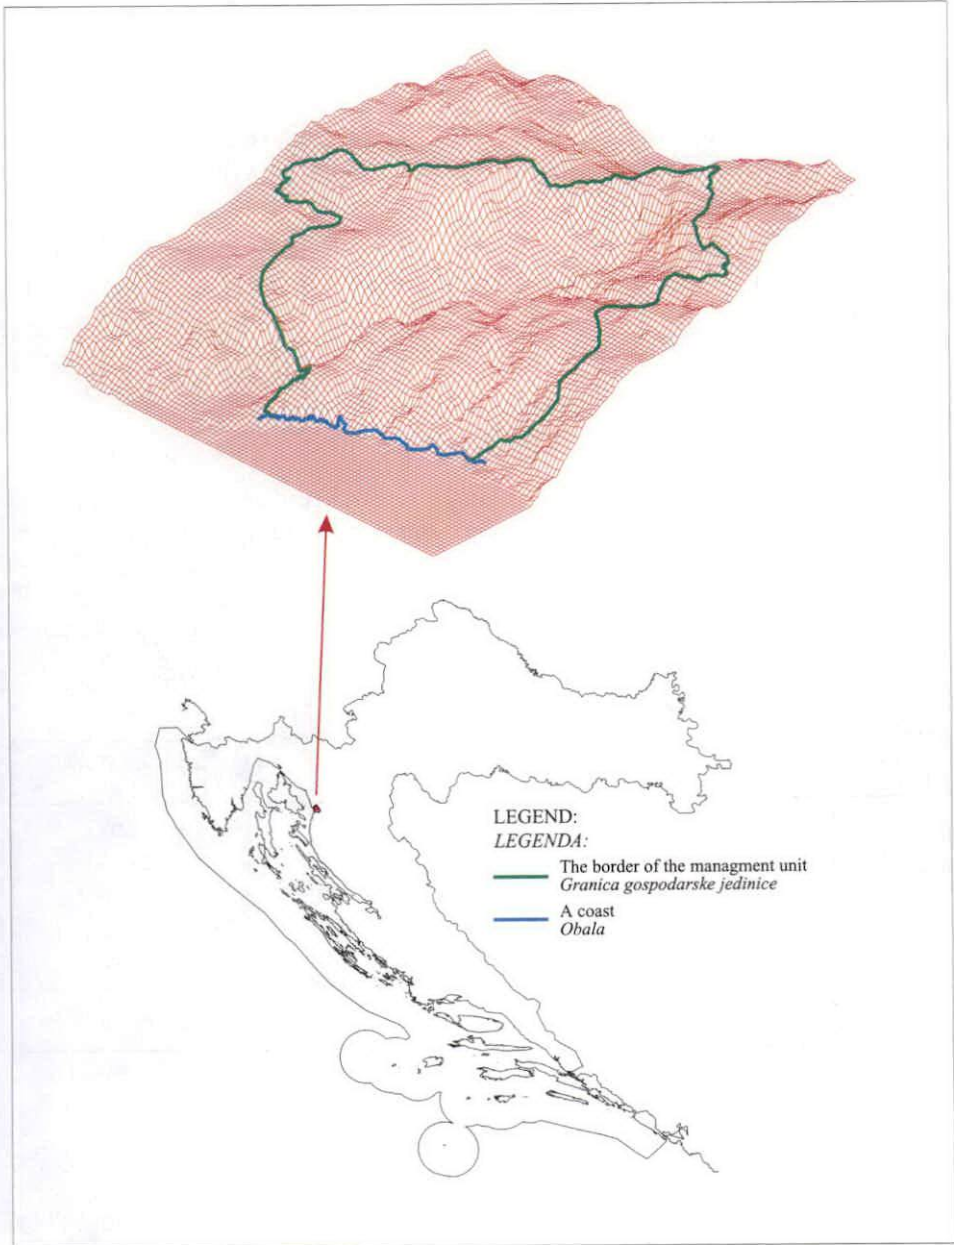 LEGEND:
LEGENDA:
The border of the managment unit
Granica gospodarske jedinice
A coast
Obala